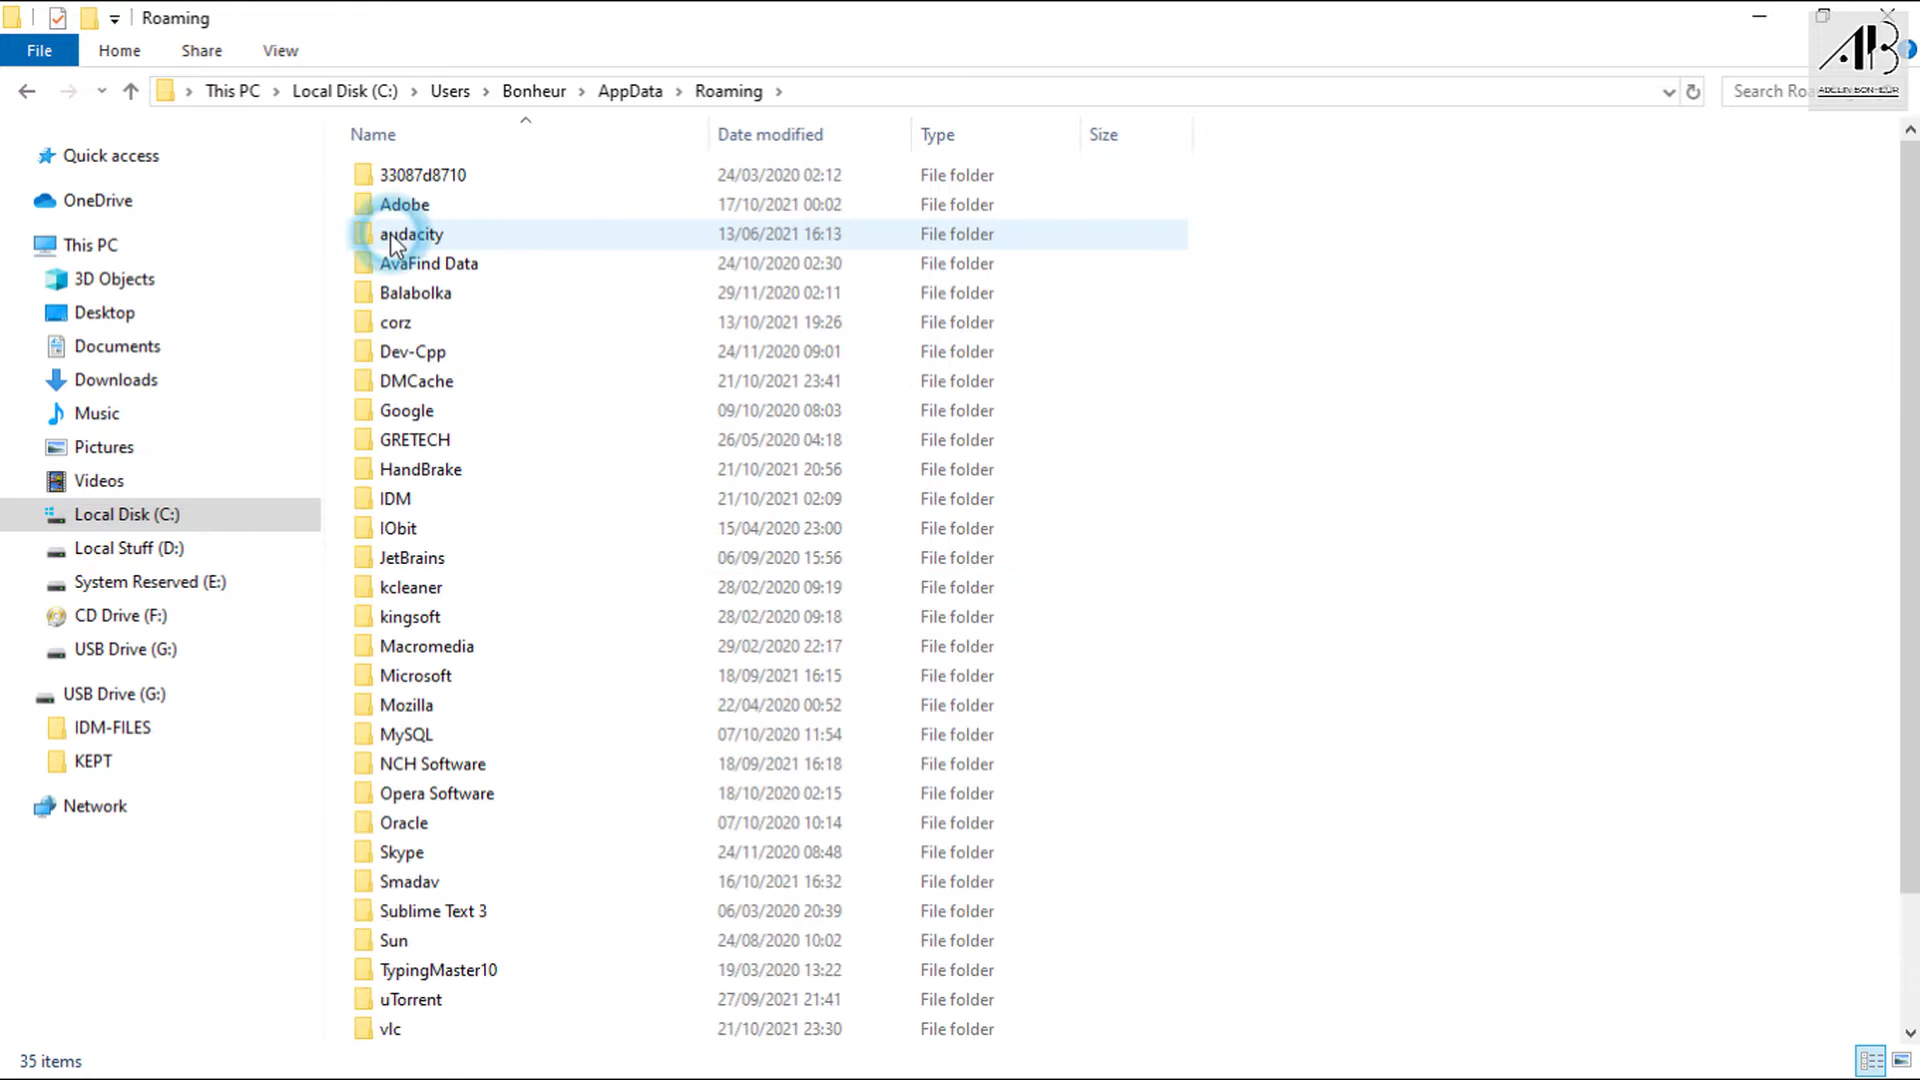 Roaming
File Home Share View
This PC Local Disk (C:) Users Bonheur AppData Roaming
Search Roa
ADELIN BONHEUR
Name Date modified Type Size
33087d8710 24/03/2020 02:12 File folder
Adobe 17/10/2021 00:02 File folder
audacity 13/06/2021 16:13 File folder
AvaFind Data 24/10/2020 02:30 File folder
Balabolka 29/11/2020 02:11 File folder
corz 13/10/2021 19:26 File folder
Dev-Cpp 24/11/2020 09:01 File folder
DMCache 21/10/2021 23:41 File folder
Google 09/10/2020 08:03 File folder
GRETECH 26/05/2020 04:18 File folder
HandBrake 21/10/2021 20:56 File folder
IDM 21/10/2021 02:09 File folder
IObit 15/04/2020 23:00 File folder
JetBrains 06/09/2020 15:56 File folder
kcleaner 28/02/2020 09:19 File folder
kingsoft 28/02/2020 09:18 File folder
Macromedia 29/02/2020 22:17 File folder
Microsoft 18/09/2021 16:15 File folder
Mozilla 22/04/2020 00:52 File folder
MySQL 07/10/2020 11:54 File folder
NCH Software 18/09/2021 16:18 File folder
Opera Software 18/10/2020 02:15 File folder
Oracle 07/10/2020 10:14 File folder
Skype 24/11/2020 08:48 File folder
Smadav 16/10/2021 16:32 File folder
Sublime Text 3 06/03/2020 20:39 File folder
Sun 24/08/2020 10:02 File folder
TypingMaster10 19/03/2020 13:22 File folder
uTorrent 27/09/2021 21:41 File folder
vlc 21/10/2021 23:30 File folder
Quick access
OneDrive
This PC
3D Objects
Desktop
Documents
Downloads
Music
Pictures
Videos
Local Disk (C:)
Local Stuff (D:)
System Reserved (E:)
CD Drive (F:)
USB Drive (G:)
USB Drive (G:)
IDM-FILES
KEPT
Network
35 items